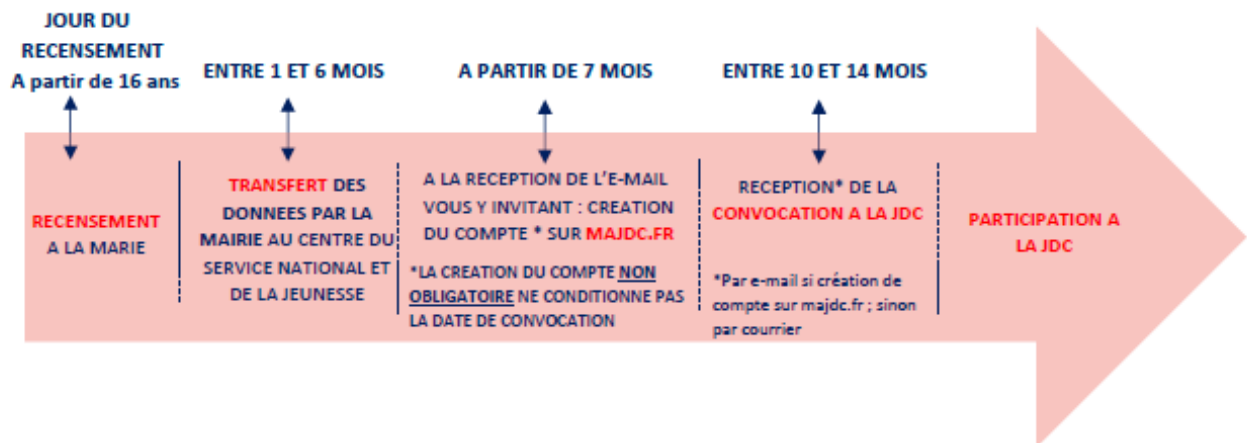 JOUR DU
RECENSEMENT
A partir de 16 ans
ENTRE 1 ET 6 MOIS
A PARTIR DE 7 MOIS
ENTRE 10 ET 14 MOIS
RECENSEMENT
A LA MARIE
TRANSFERT DES
DONNEES PAR LA
MAIRIE AU CENTRE DU
SERVICE NATIONAL ET
DE LA JEUNESSE
A LA RECEPTION DE L'E-MAIL
VOUS Y INVITANT : CREATION
DU COMPTE * SUR MAJDC.FR
*LA CREATION DU COMPTE NON
OBLIGATOIRE NE CONDITIONNE PAS
LA DATE DE CONVOCATION
RECEPTION* DE LA
CONVOCATION A LA JDC
*Par e-mail si création de
compte sur majdc.fr ; sinon
par courrier
PARTICIPATION A
LA JDC